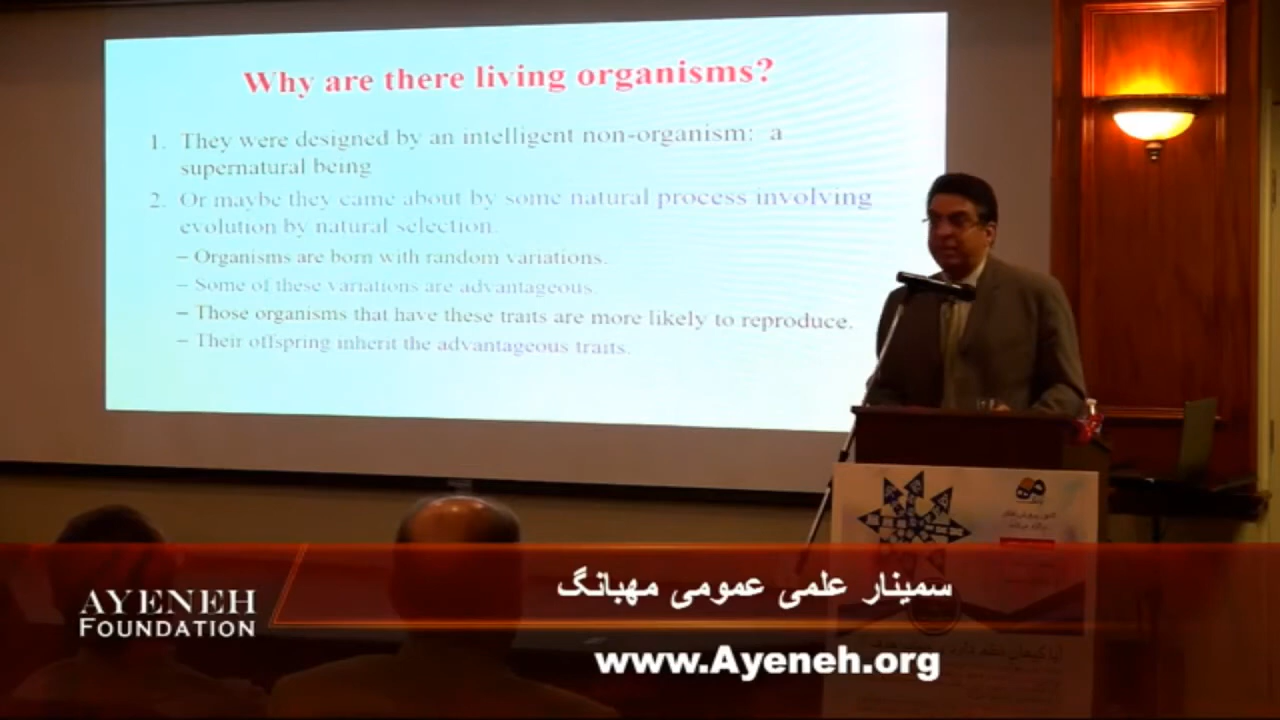 Why are there living organisms?
1. They were designed by an intelligent non-organism: a
supernatural being
2. Or maybe they came about by some natural process involving
evolution by natural selection.
– Organisms are born with random variations.
– Some of these variations are advantageous.
– Those organisms that have these traits are more likely to reproduce.
– Their offspring inherit the advantageous traits.
سمینار علمی عمومی مهبانگ
AYENEH
FOUNDATION
www.Ayeneh.org